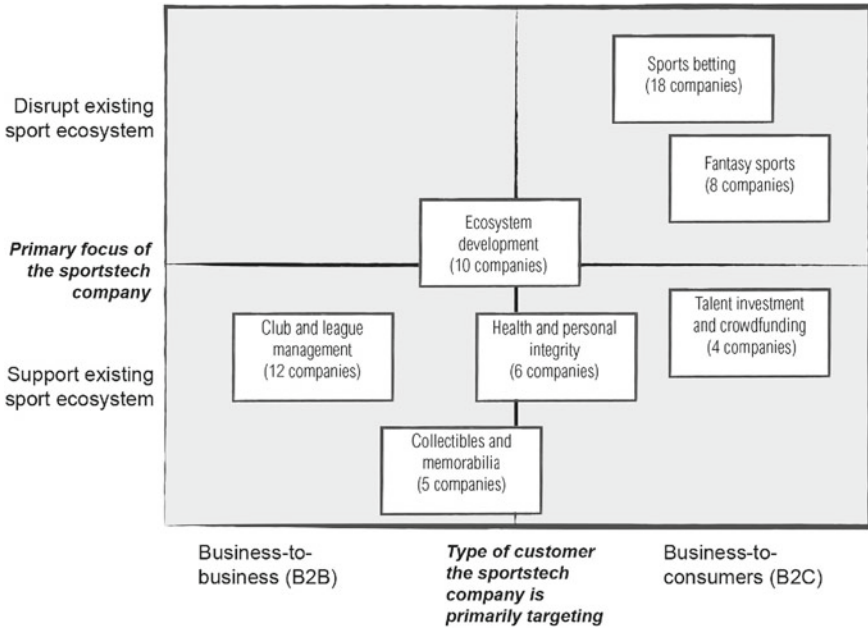 Disrupt existing
sport ecosystem
Primary focus of
the sportstech
company
Support existing
sport ecosystem
Sports betting
(18 companies)
Fantasy sports
(8 companies)
Ecosystem
development
(10 companies)
Club and league
management
(12 companies)
Health and personal
integrity
(6 companies)
Talent investment
and crowdfunding
(4 companies)
Collectibles and
memorabilia
(5 companies)
Business-to-
business (B2B)
Type of customer
the sportstech
company is
primarily targeting
Business-to-
consumers (B2C)